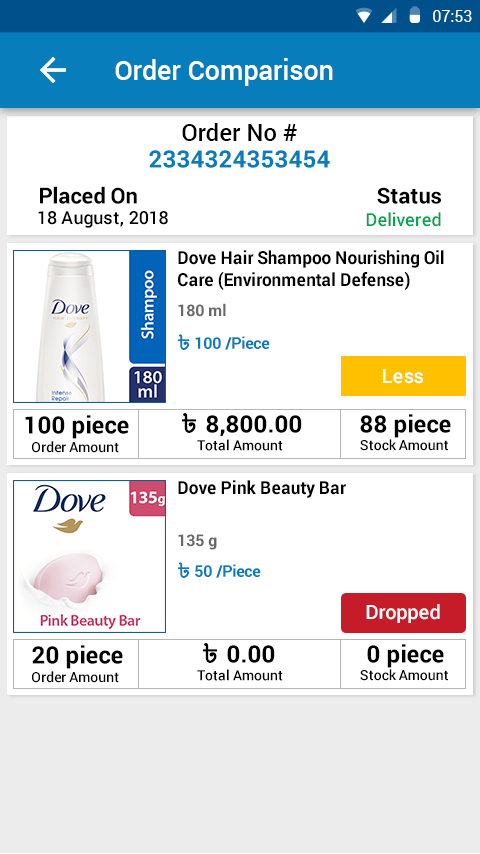 07:53
Order Comparison
Order No #
2334324353454
Placed On
Status
18 August, 2018
Delivered
Dove
Intense
Repair
Shampoo
180
ml
Dove Hair Shampoo Nourishing Oil
Care (Environmental Defense)
180 ml
৳ 100 /Piece
Less
100 piece
Order Amount
৳ 8,800.00
Total Amount
88 piece
Stock Amount
Dove
135g
Pink Beauty Bar
Dove Pink Beauty Bar
135 g
৳ 50 /Piece
Dropped
20 piece
Order Amount
৳ 0.00
Total Amount
0 piece
Stock Amount